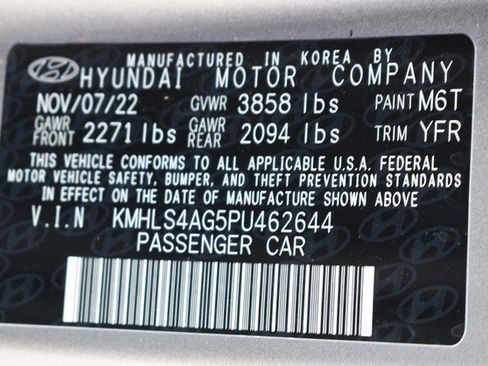 MANUFACTURED IN KOREA BY
HYUNDAI MOTOR COMPANY
NOV/07/22 GVWR 3858 lbs PAINT M6T
GAWR FRONT 2271 lbs GAWR REAR 2094 lbs TRIM YFR
THIS VEHICLE CONFORMS TO ALL APPLICABLE U.S.A. FEDERAL
MOTOR VEHICLE SAFETY, BUMPER, AND THEFT PREVENTION STANDARDS
IN EFFECT ON THE DATE OF MANUFACTURE SHOWN ABOVE.
V.I.N KMHLS4AG5PU462644
PASSENGER CAR